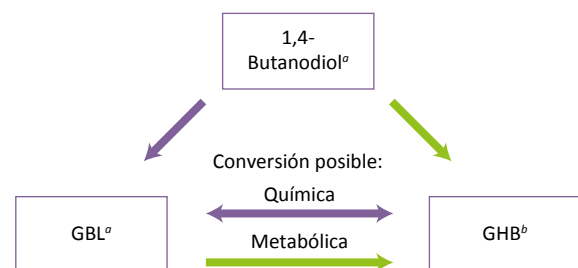 1,4-
Butanodiolᵃ
Conversión posible:
Química
GBLᵃ
GHBᵇ
Metabólica